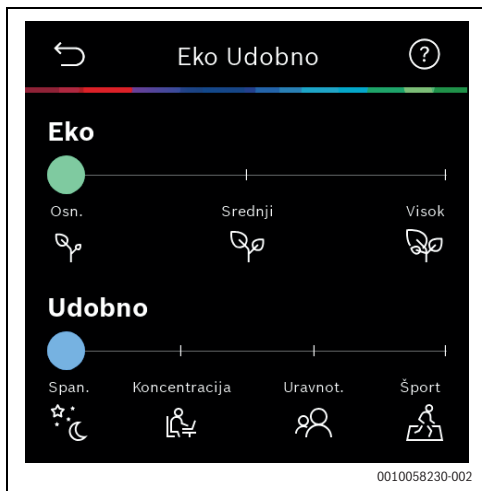 Eko Udobno ?
Eko
Osn. Srednji Visok
Udobno
Span. Koncentracija Uravnot. Šport
0010058230-002